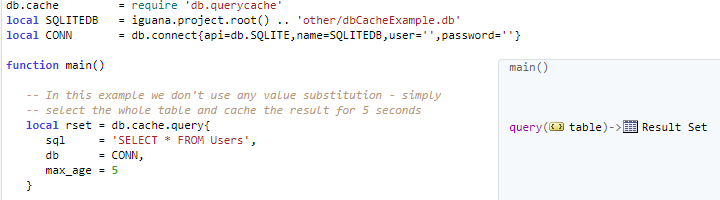 db.cache = require 'db.querycache'
local SQLITEDB = iguana.project.root() .. 'other/dbCacheExample.db'
local CONN = db.connect{api=db.SQLITE,name=SQLITEDB,user='',password=''}
function main()
main()
-- In this example we don't use any value substitution - simply
-- select the whole table and cache the result for 5 seconds
local rset = db.cache.query{
query( table)-> Result Set
sql = 'SELECT * FROM Users',
db = CONN,
max_age = 5
}